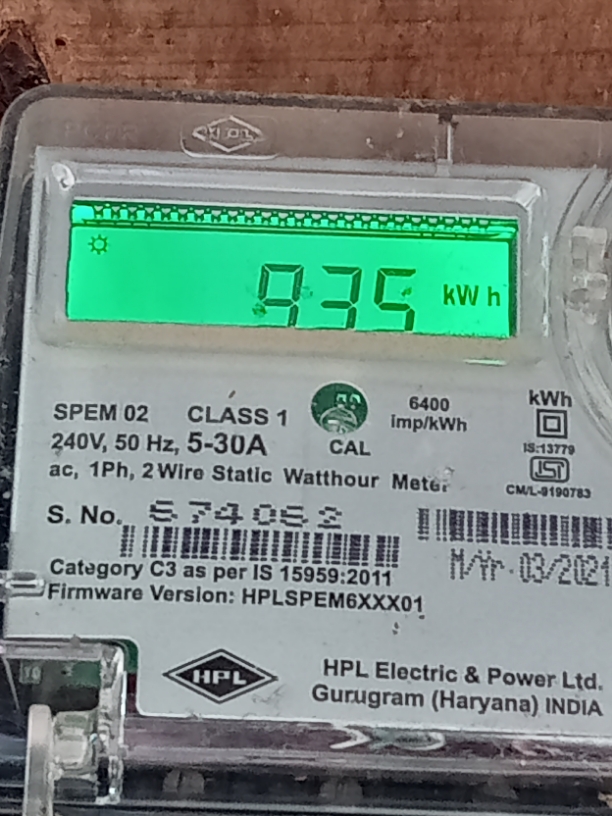 HPL
935 kWh
SPEM 02 CLASS 1 6400 imp/kWh kWh
240V, 50 Hz, 5-30A CAL IS:13779
ac, 1Ph, 2 Wire Static Watthour Meter
CM/L-9190783
S. No. 674052
M/Yr-03/2021
Category C3 as per IS 15959:2011
Firmware Version: HPLSPEM6XXX01
HPL
HPL Electric & Power Ltd.
Gurugram (Haryana) INDIA